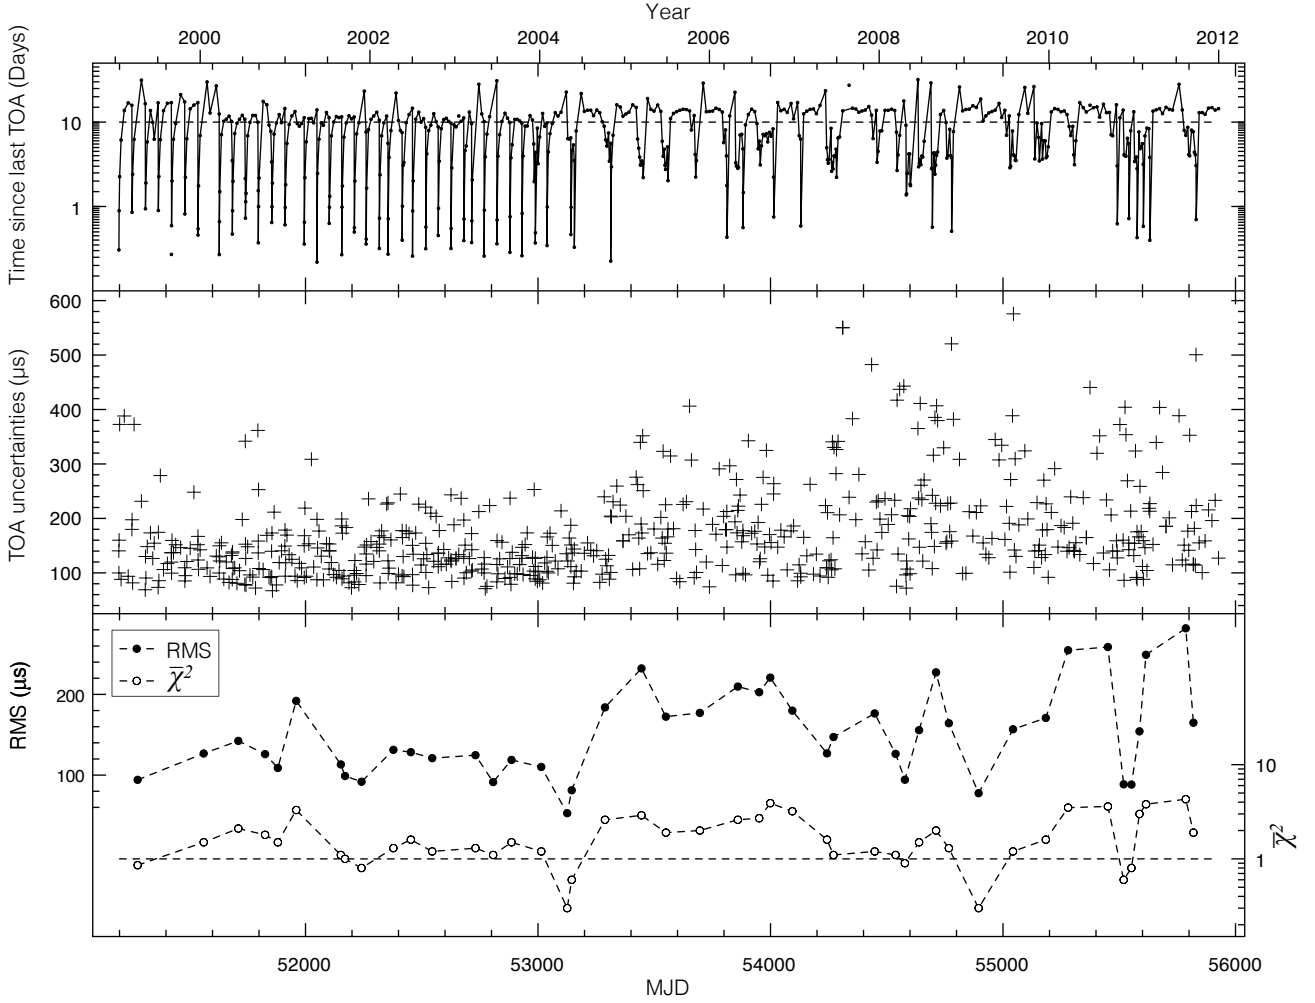 Year
2000 2002 2004 2006 2008 2010 2012
Time since last TOA (Days)
10
1
TOA uncertainties (μs)
600
500
400
300
200
100
RMS (μs)
200
100
RMS
χ̅²
10
1
χ̅²
52000 53000 54000 55000 56000
MJD